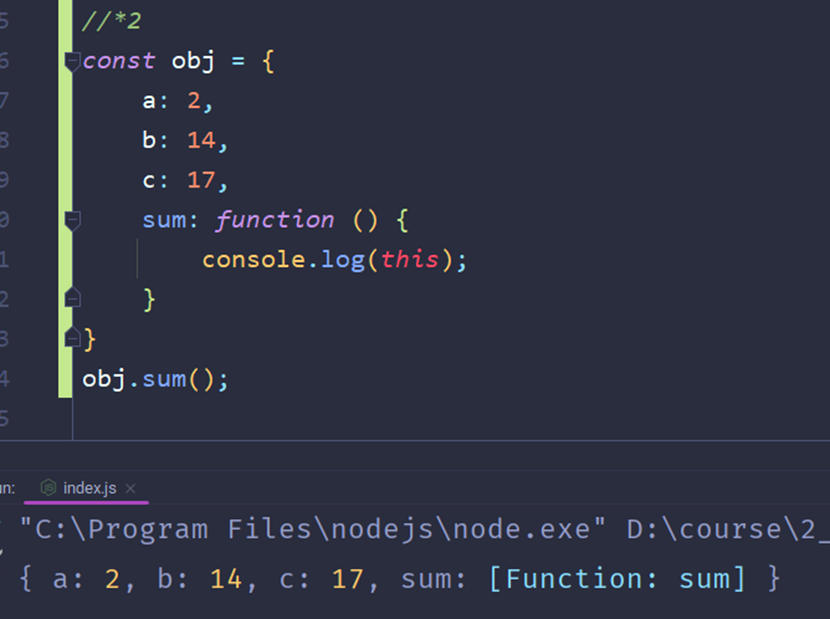 5 //*2
6 const obj = {
7 a: 2,
8 b: 14,
9 c: 17,
0 sum: function () {
1 console.log(this);
2 }
3 }
4 obj.sum();
5
un: index.js
"C:\Program Files\nodejs\node.exe" D:\course\2_
{ a: 2, b: 14, c: 17, sum: [Function: sum] }